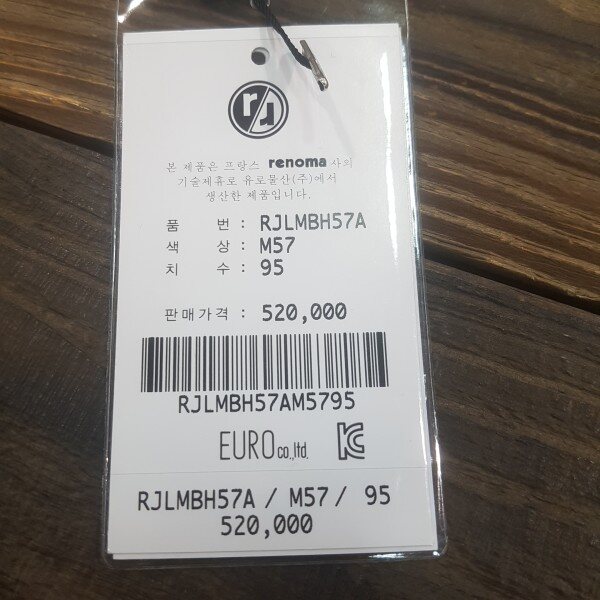 r/u
본 제품은 프랑스 renoma 사의
기술제휴로 유로물산(주)에서
생산한 제품입니다.
품 번 : RJLMBH57A
색 상 : M57
치 수 : 95
판매가격 : 520,000
RJLMBH57AM5795
EURO co.,ltd.
KC
RJLMBH57A / M57 / 95
520,000